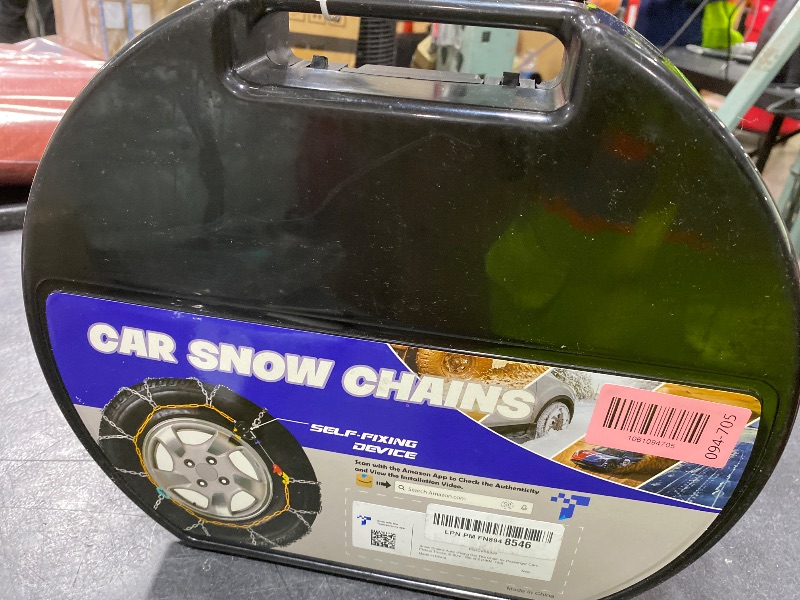 CAR SNOW CHAINS
SELF-FIXING
DEVICE
Scan with the Amazon App to Check the Authenticity
and View the Installation Video.
Search Amazon.com
1081094705
094-705
LPN PM FN894 8546
Made in China